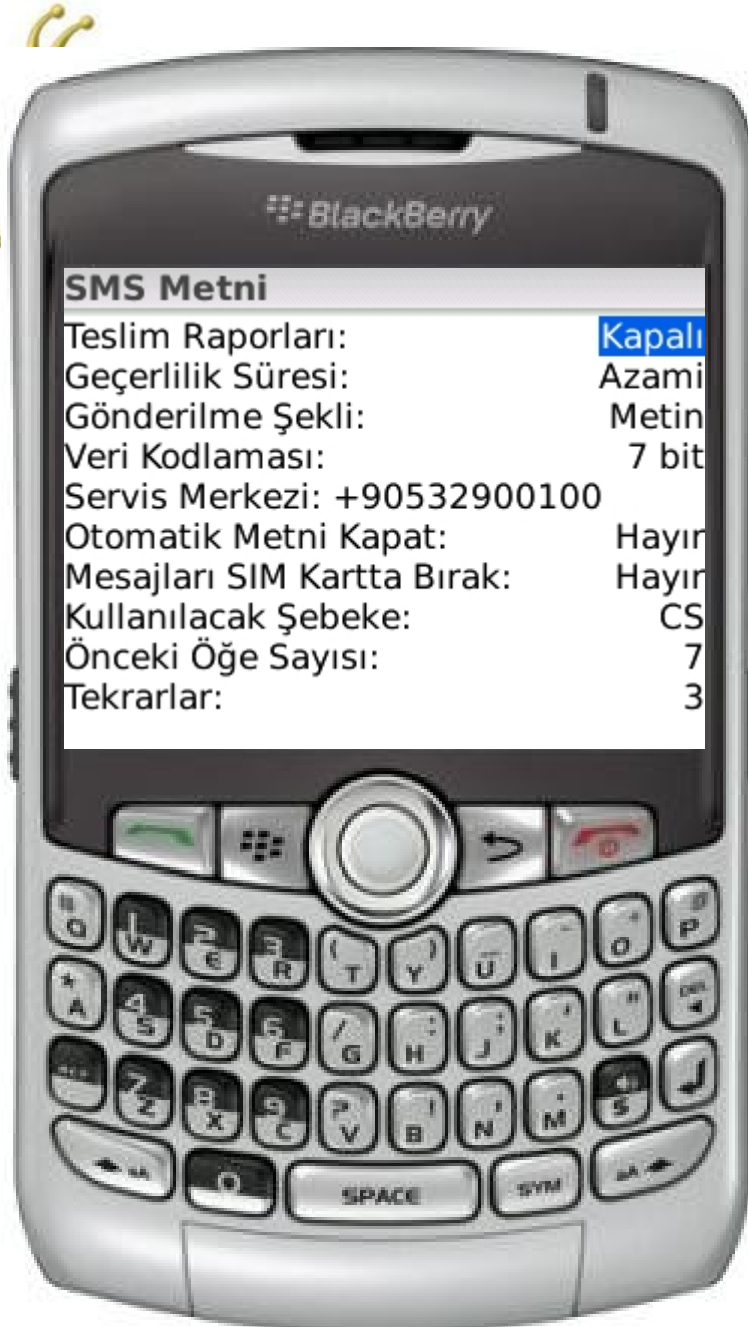 BlackBerry
SMS Metni
Teslim Raporları: Kapalı
Geçerlilik Süresi: Azami
Gönderilme Şekli: Metin
Veri Kodlaması: 7 bit
Servis Merkezi: +90532900100
Otomatik Metni Kapat: Hayır
Mesajları SIM Kartta Bırak: Hayır
Kullanılacak Şebeke: CS
Önceki Öğe Sayısı: 7
Tekrarlar: 3
Q W E R T Y U I O P
A S D F G H J K L DEL
Z X C V B N M
SPACE SYM